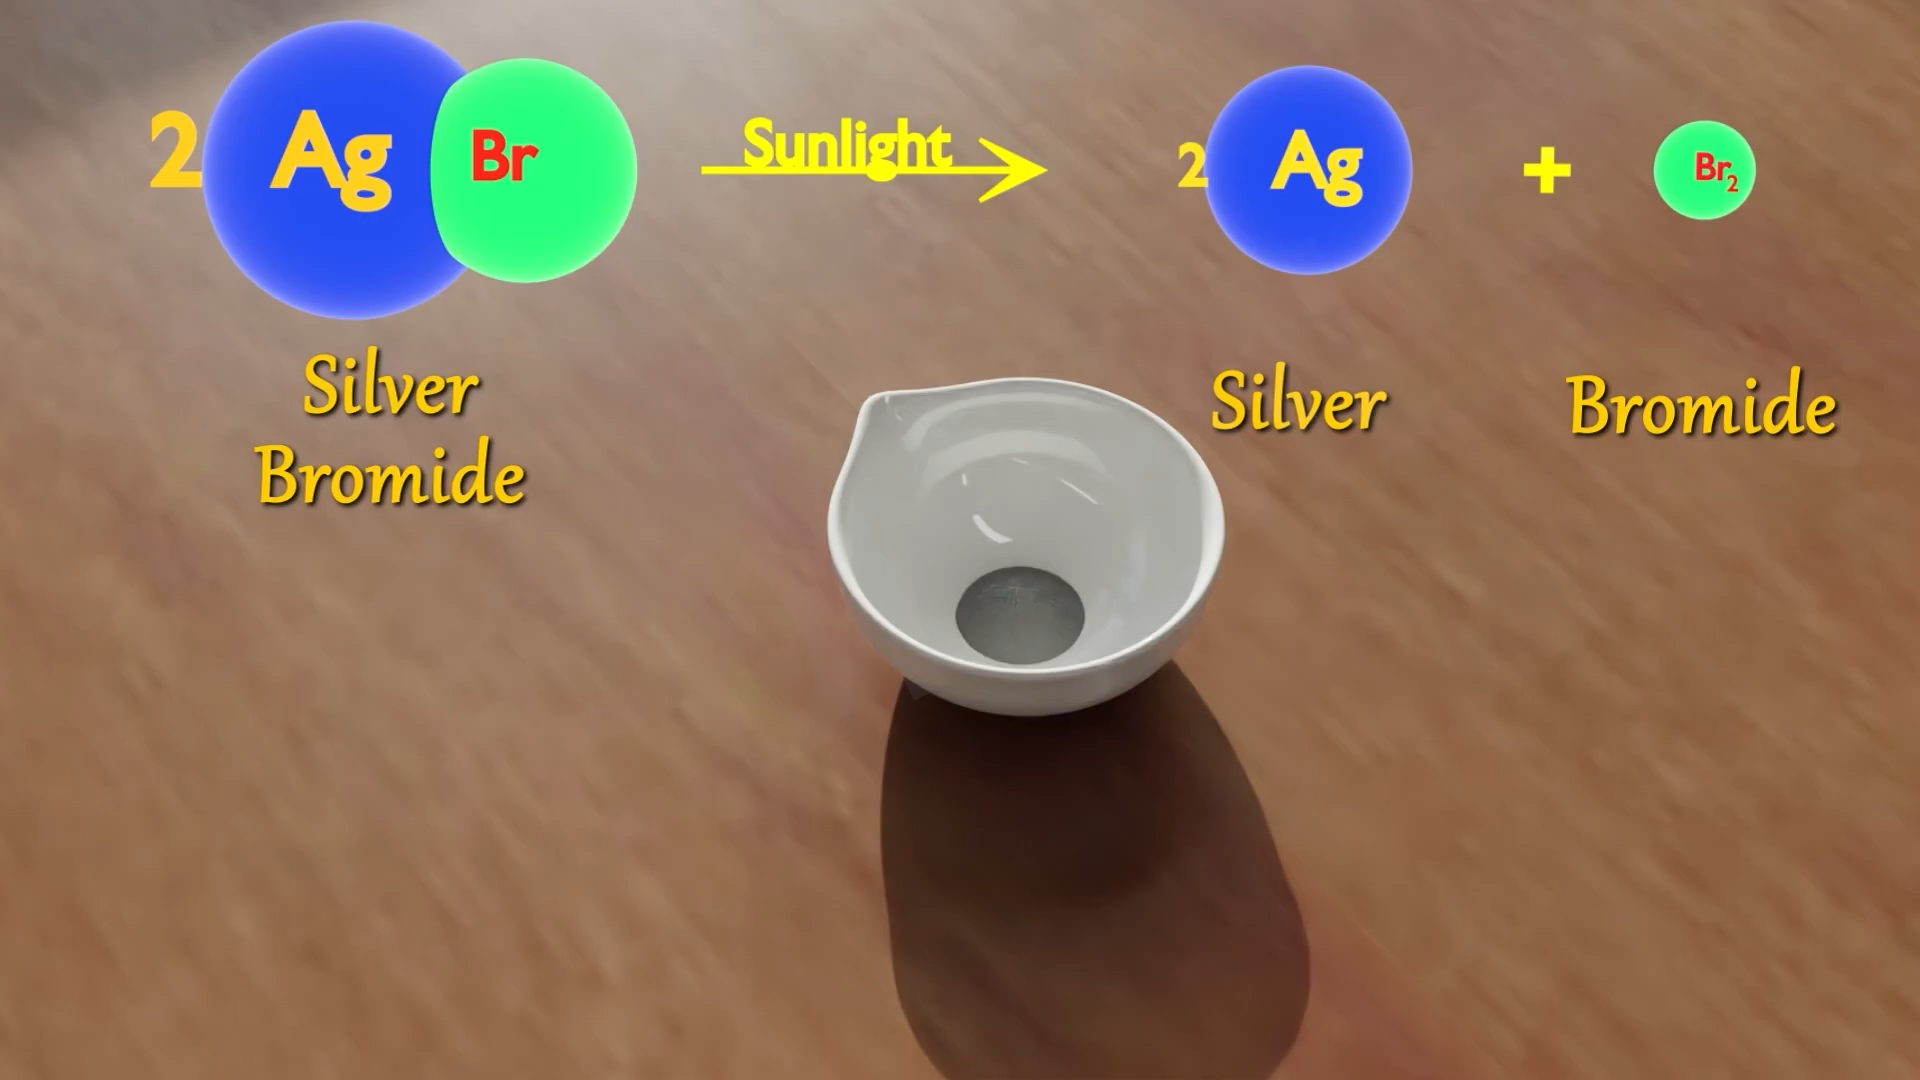 2 Ag Br Sunlight 2 Ag + Br₂
Silver
Bromide
Silver
Bromide